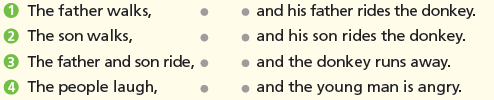 1 The father walks, and his father rides the donkey.
2 The son walks, and his son rides the donkey.
3 The father and son ride, and the donkey runs away.
4 The people laugh, and the young man is angry.